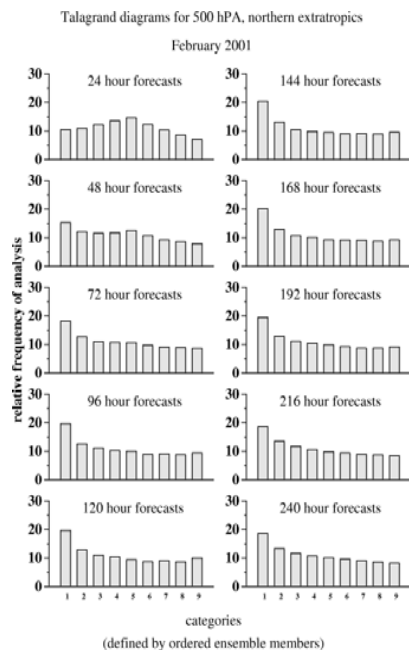 Talagrand diagrams for 500 hPA, northern extratropics
February 2001
relative frequency of analysis
24 hour forecasts
30
20
10
0
48 hour forecasts
30
20
10
0
72 hour forecasts
30
20
10
0
96 hour forecasts
30
20
10
0
120 hour forecasts
30
20
10
0
1 2 3 4 5 6 7 8 9
144 hour forecasts
30
20
10
0
168 hour forecasts
30
20
10
0
192 hour forecasts
30
20
10
0
216 hour forecasts
30
20
10
0
240 hour forecasts
30
20
10
0
1 2 3 4 5 6 7 8 9
categories
(defined by ordered ensemble members)